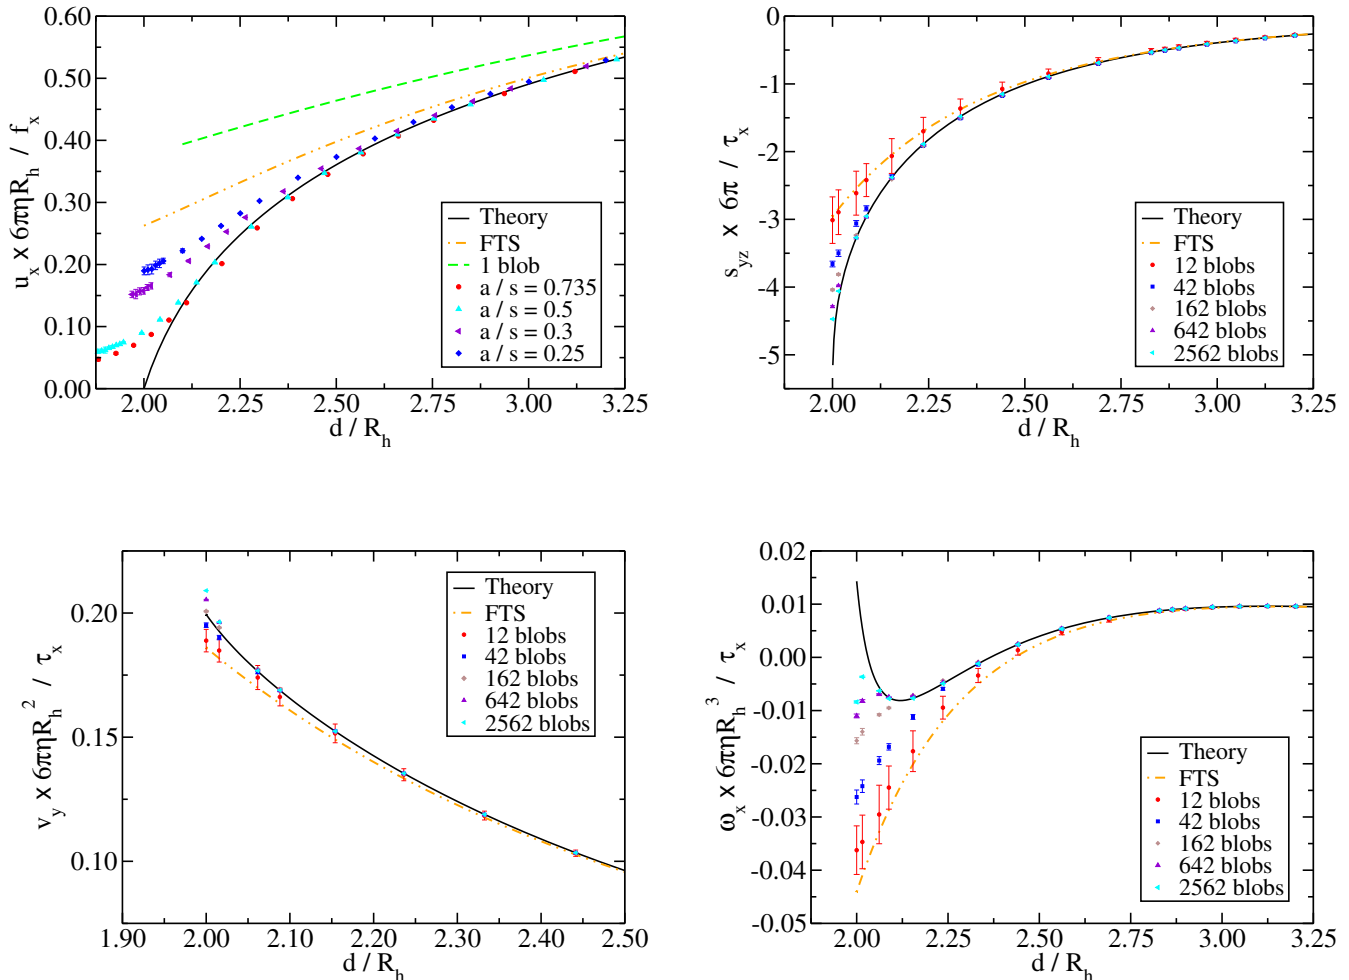 0.60
0.50
0.40
0.30
0.20
0.10
0.00
u_x x 6πηR_h / f_x
2.00 2.25 2.50 2.75 3.00 3.25
d / R_h
Theory
FTS
1 blob
a / s = 0.735
a / s = 0.5
a / s = 0.3
a / s = 0.25
0
-1
-2
-3
-4
-5
s_yz x 6π / τ_x
2.00 2.25 2.50 2.75 3.00 3.25
d / R_h
Theory
FTS
12 blobs
42 blobs
162 blobs
642 blobs
2562 blobs
0.20
0.15
0.10
v_y x 6πηR_h^2 / τ_x
1.90 2.00 2.10 2.20 2.30 2.40 2.50
d / R_h
Theory
FTS
12 blobs
42 blobs
162 blobs
642 blobs
2562 blobs
0.02
0.01
0.00
-0.01
-0.02
-0.03
-0.04
-0.05
ω_x x 6πηR_h^3 / τ_x
2.00 2.25 2.50 2.75 3.00 3.25
d / R_h
Theory
FTS
12 blobs
42 blobs
162 blobs
642 blobs
2562 blobs